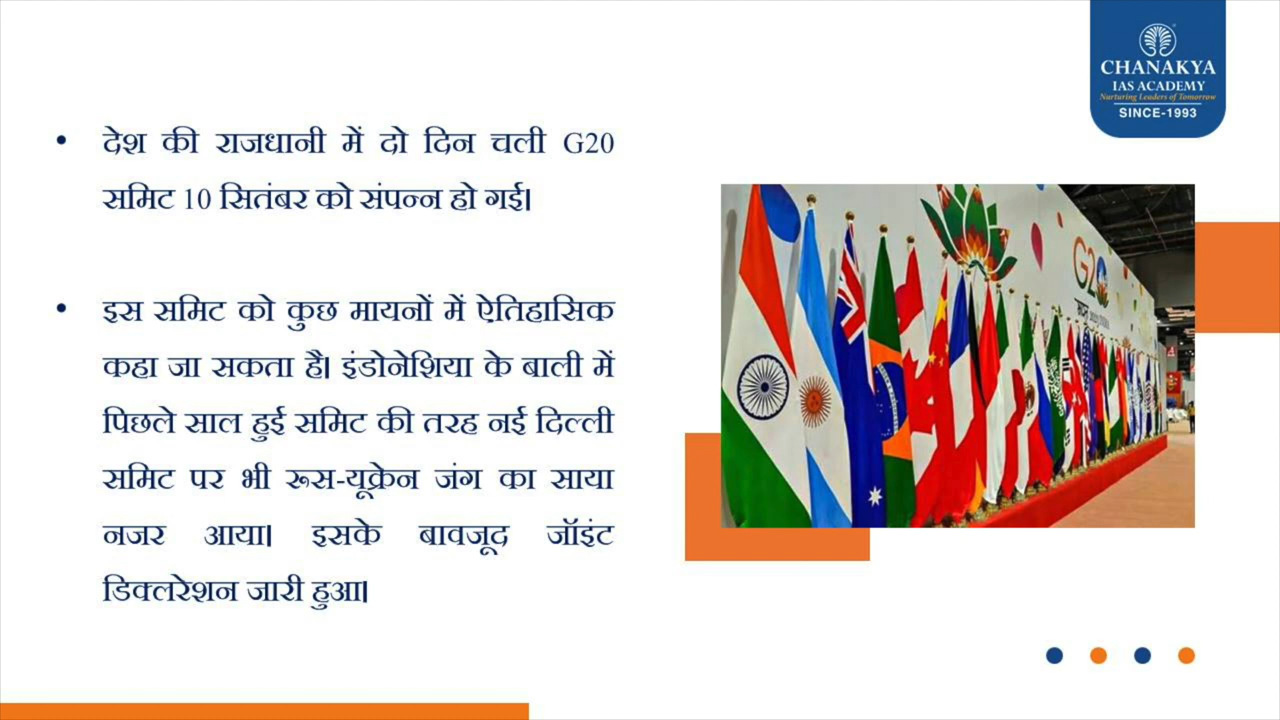 CHANAKYA
IAS ACADEMY
Nurturing Leaders of Tomorrow
SINCE-1993
• देश की राजधानी में दो दिन चली G20
समिट 10 सितंबर को संपन्न हो गई।
• इस समिट को कुछ मायनों में ऐतिहासिक
कहा जा सकता है। इंडोनेशिया के बाली में
पिछले साल हुई समिट की तरह नई दिल्ली
समिट पर भी रूस-यूक्रेन जंग का साया
नजर आया। इसके बावजूद जॉइंट
डिक्लरेशन जारी हुआ।
G20